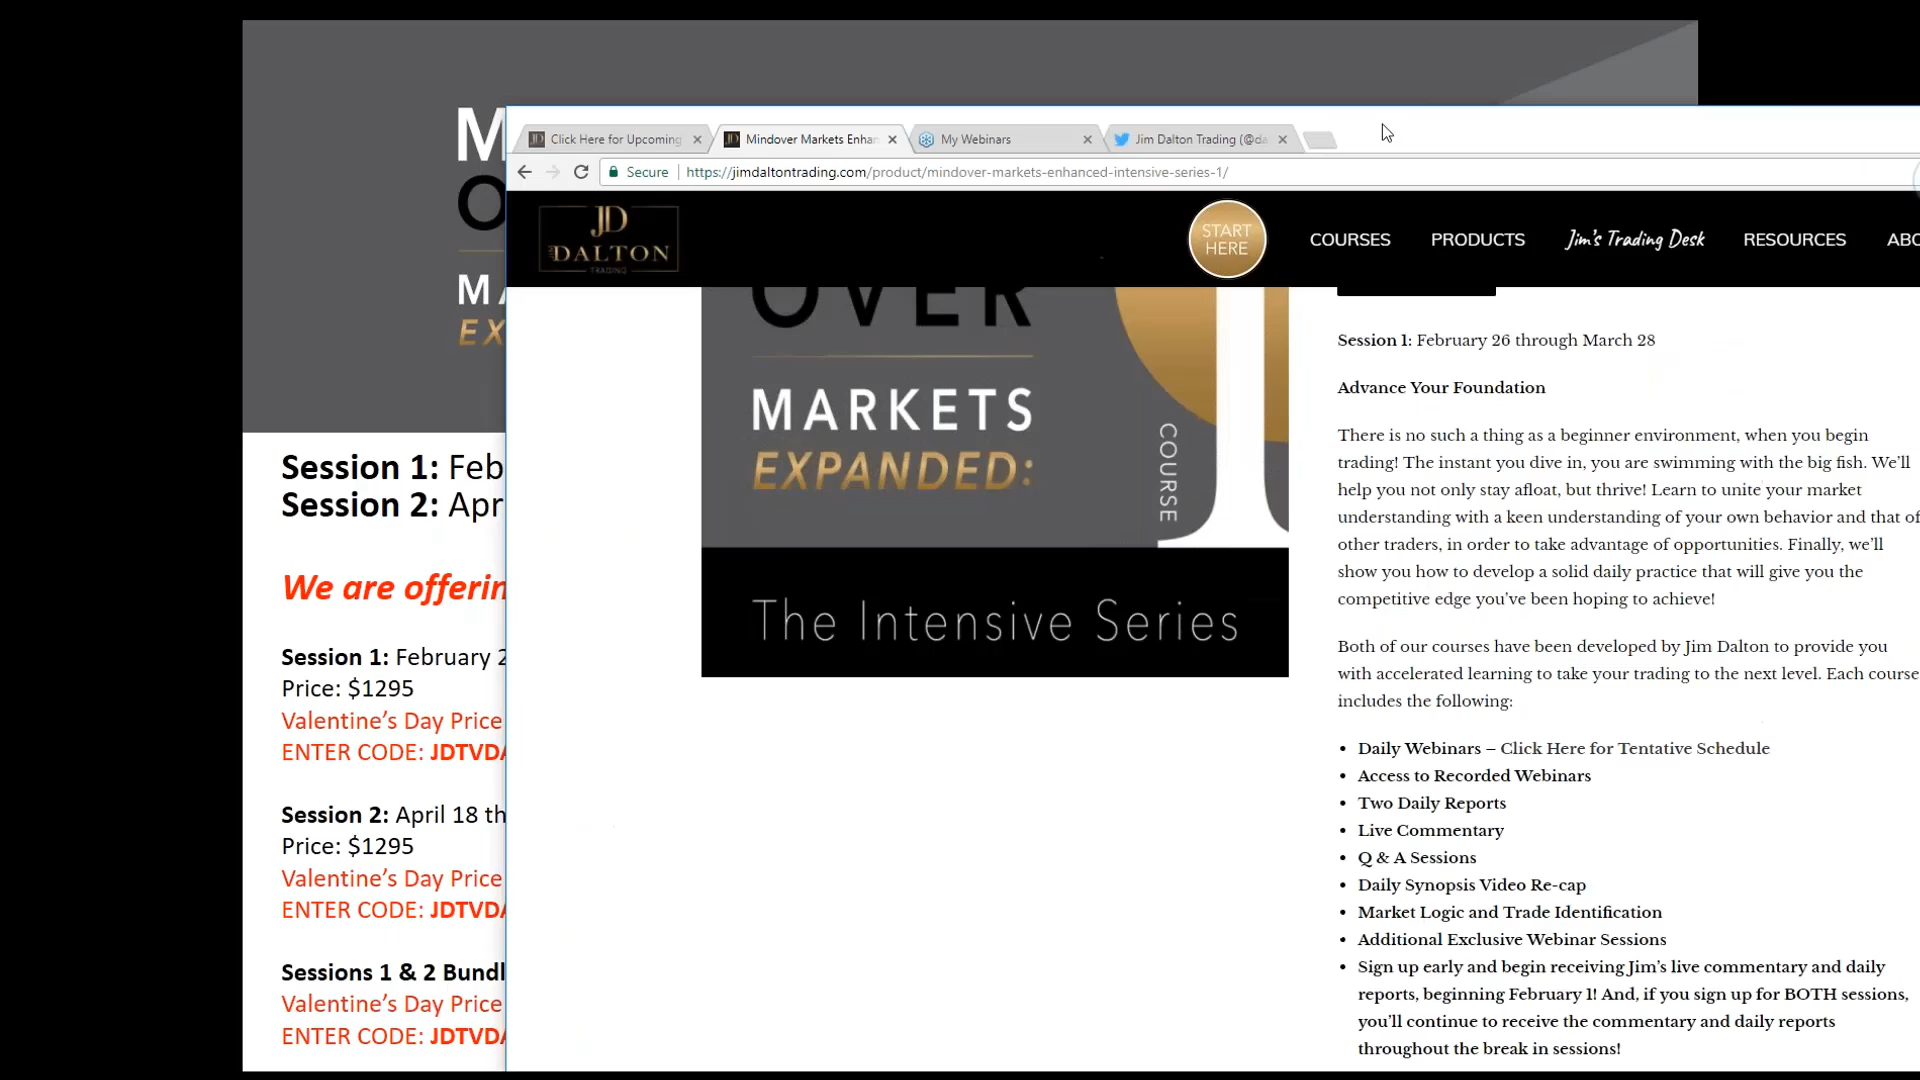 M
O
MA
EX
Session 1: Feb
Session 2: Apr
We are offerin
Session 1: February 2
Price: $1295
Valentine's Day Price
ENTER CODE: JDTVDA
Session 2: April 18 th
Price: $1295
Valentine's Day Price
ENTER CODE: JDTVDA
Sessions 1 & 2 Bundl
Valentine's Day Price
ENTER CODE: JDTVDA
Click Here for Upcoming
Mindover Markets Enha
My Webinars
Jim Dalton Trading (@da
Secure
https://jimdaltontrading.com/product/mindover-markets-enhanced-intensive-series-1/
JD
JIM DALTON
TRADING
START
HERE
COURSES
PRODUCTS
Jim's Trading Desk
RESOURCES
ABO
OVER
MARKETS
EXPANDED:
COURSE
The Intensive Series
Session 1: February 26 through March 28
Advance Your Foundation
There is no such a thing as a beginner environment, when you begin
trading! The instant you dive in, you are swimming with the big fish. We'll
help you not only stay afloat, but thrive! Learn to unite your market
understanding with a keen understanding of your own behavior and that of
other traders, in order to take advantage of opportunities. Finally, we'll
show you how to develop a solid daily practice that will give you the
competitive edge you've been hoping to achieve!
Both of our courses have been developed by Jim Dalton to provide you
with accelerated learning to take your trading to the next level. Each course
includes the following:
• Daily Webinars – Click Here for Tentative Schedule
• Access to Recorded Webinars
• Two Daily Reports
• Live Commentary
• Q & A Sessions
• Daily Synopsis Video Re-cap
• Market Logic and Trade Identification
• Additional Exclusive Webinar Sessions
• Sign up early and begin receiving Jim's live commentary and daily
reports, beginning February 1! And, if you sign up for BOTH sessions,
you'll continue to receive the commentary and daily reports
throughout the break in sessions!